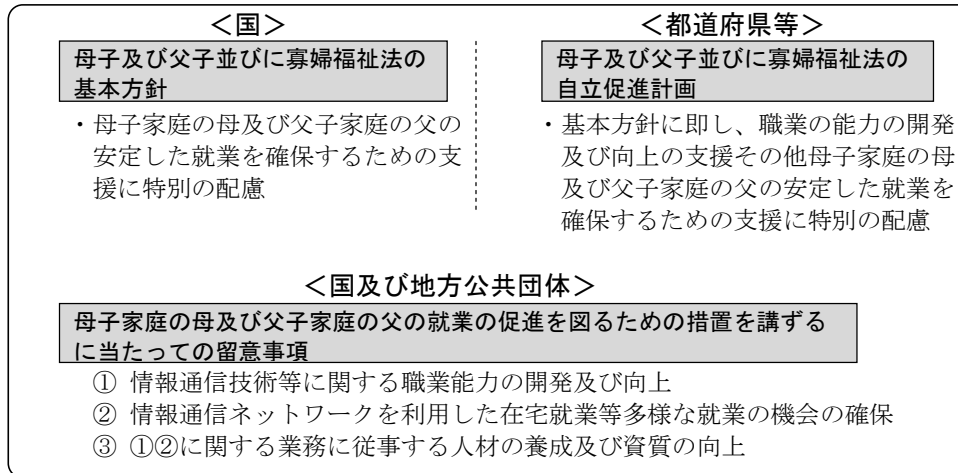 <国>
母子及び父子並びに寡婦福祉法の
基本方針
・母子家庭の母及び父子家庭の父の
安定した就業を確保するための支
援に特別の配慮
<都道府県等>
母子及び父子並びに寡婦福祉法の
自立促進計画
・基本方針に即し、職業の能力の開発
及び向上の支援その他母子家庭の母
及び父子家庭の父の安定した就業を
確保するための支援に特別の配慮
<国及び地方公共団体>
母子家庭の母及び父子家庭の父の就業の促進を図るための措置を講ずる
に当たっての留意事項
① 情報通信技術等に関する職業能力の開発及び向上
② 情報通信ネットワークを利用した在宅就業等多様な就業の機会の確保
③ ①②に関する業務に従事する人材の養成及び資質の向上